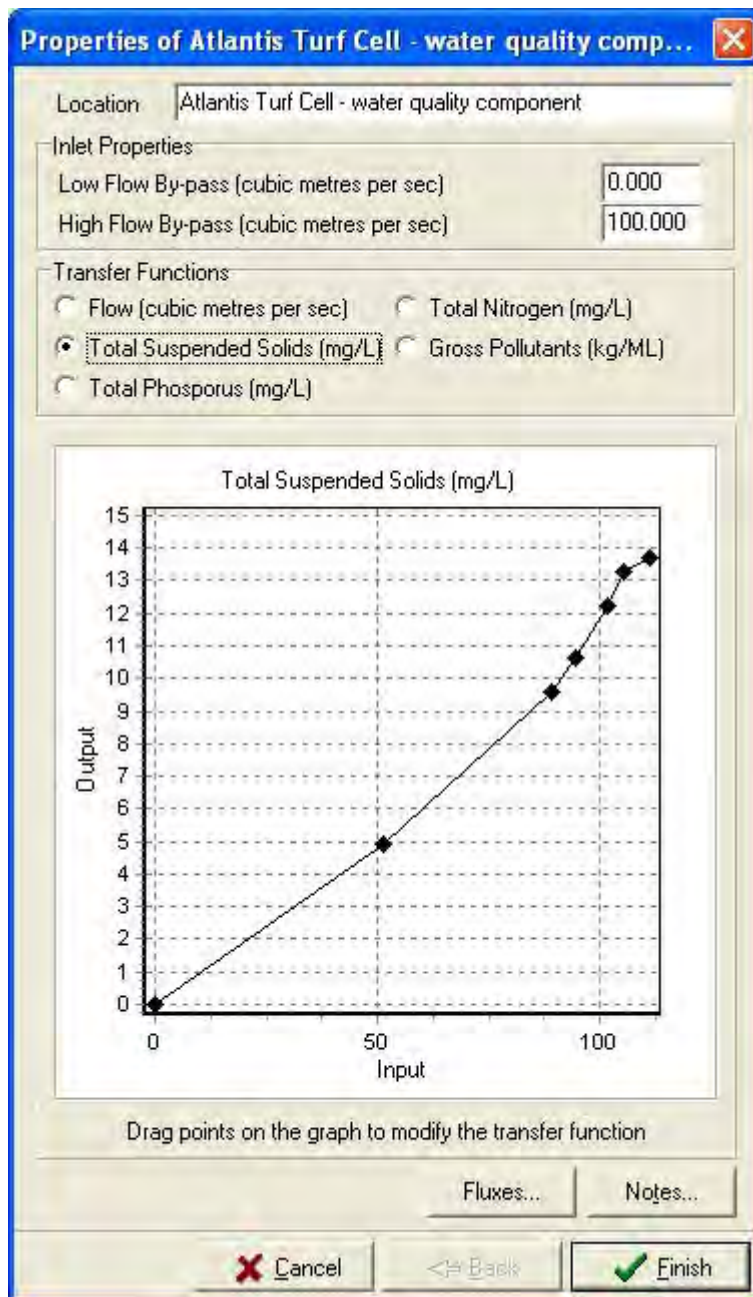 Properties of Atlantis Turf Cell - water quality comp...
Location Atlantis Turf Cell - water quality component
Inlet Properties
Low Flow By-pass (cubic metres per sec) 0.000
High Flow By-pass (cubic metres per sec) 100.000
Transfer Functions
Flow (cubic metres per sec) Total Nitrogen (mg/L)
Total Suspended Solids (mg/L) Gross Pollutants (kg/ML)
Total Phosporus (mg/L)
Total Suspended Solids (mg/L)
15
14
13
12
11
10
9
8
7
6
5
4
3
2
1
0
Output
0 50 100
Input
Drag points on the graph to modify the transfer function
Fluxes... Notes...
Cancel Back Finish